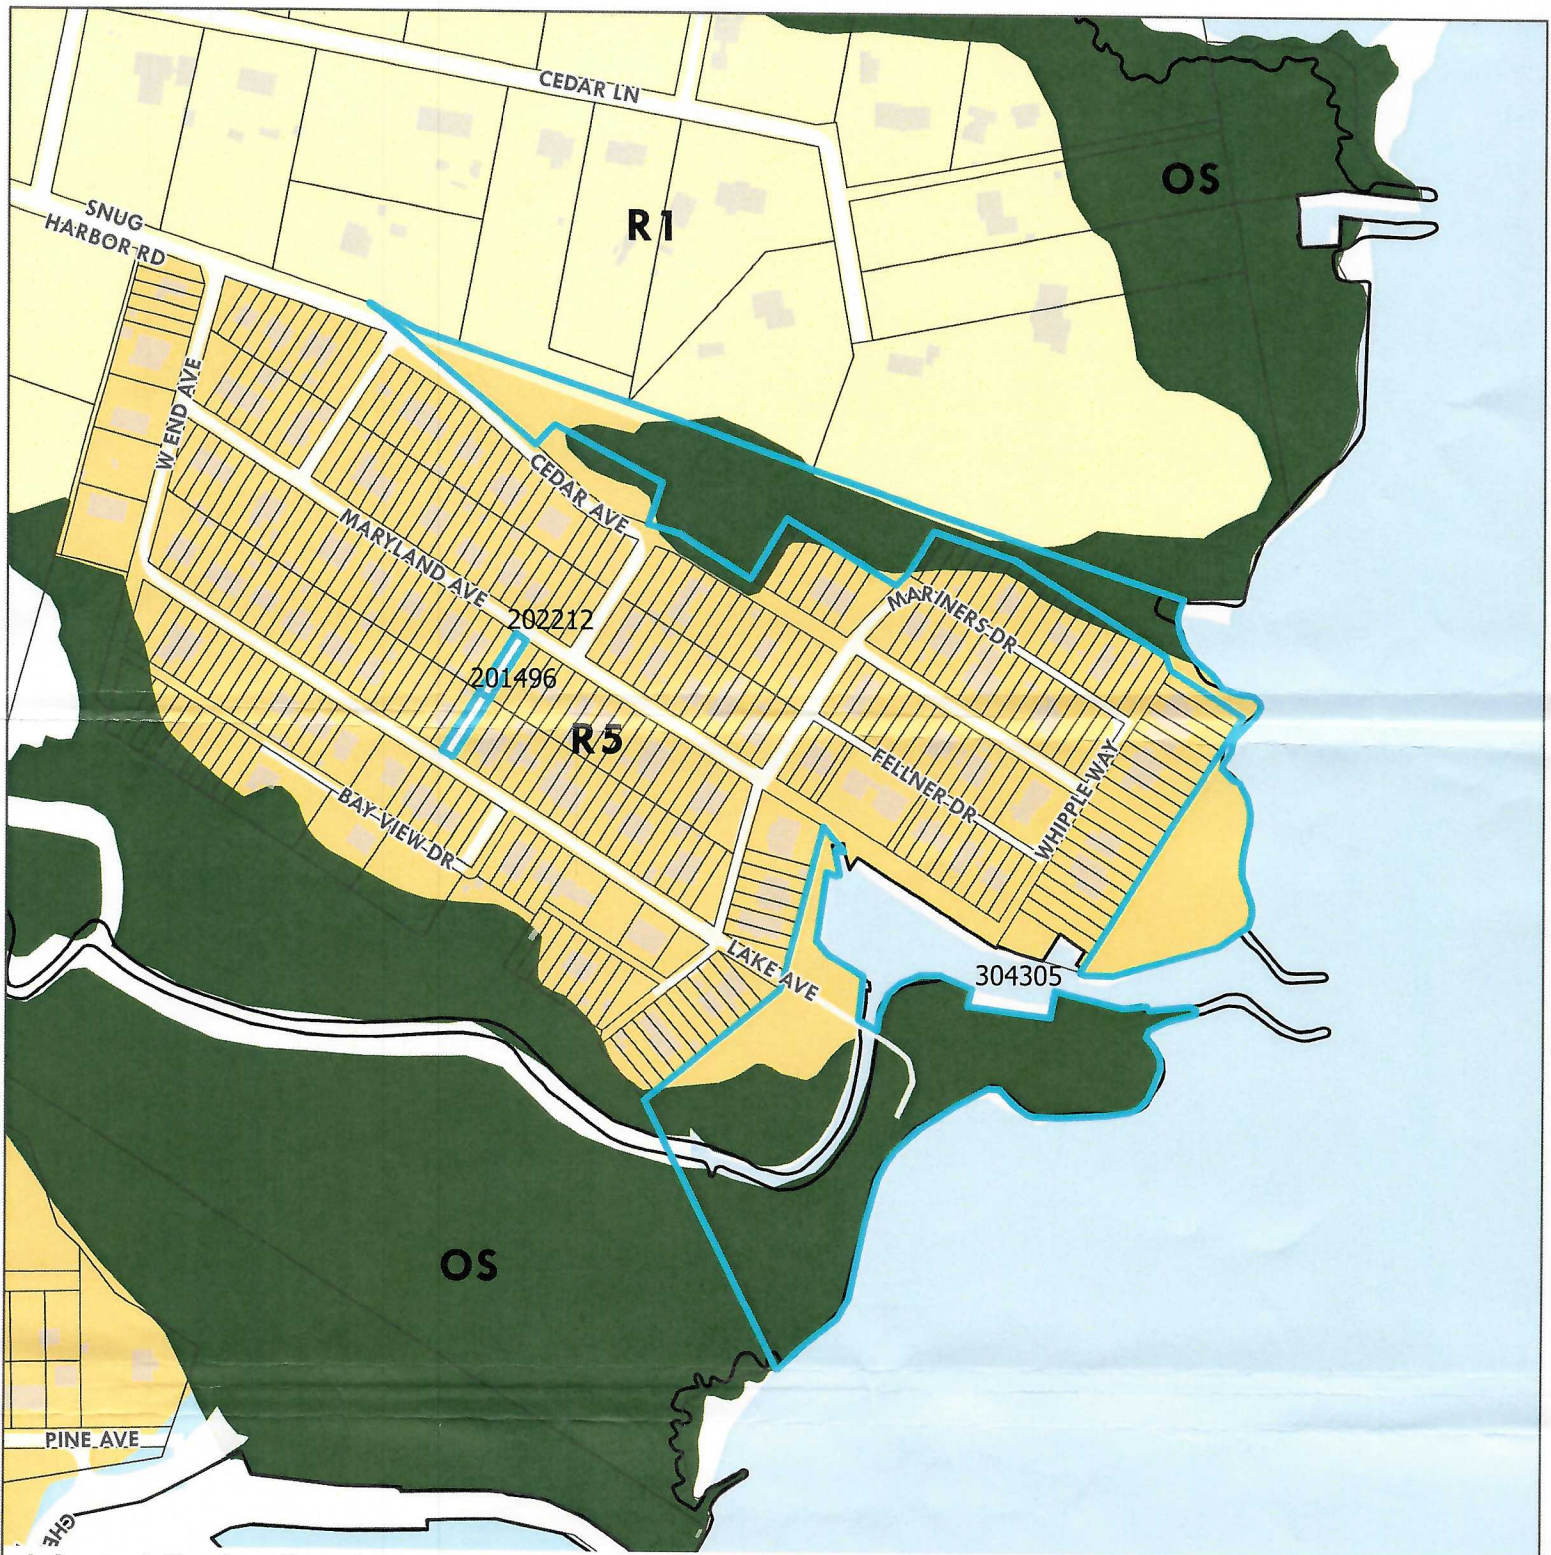 CEDAR LN
OS
SNUG
HARBOR RD
R1
W END AVE
CEDAR AVE
MARYLAND AVE
MARINERS DR
202212
201496
R5
FELLNER DR
WHIPPLE WAY
BAY VIEW DR
LAKE AVE
304305
OS
PINE AVE
CHE